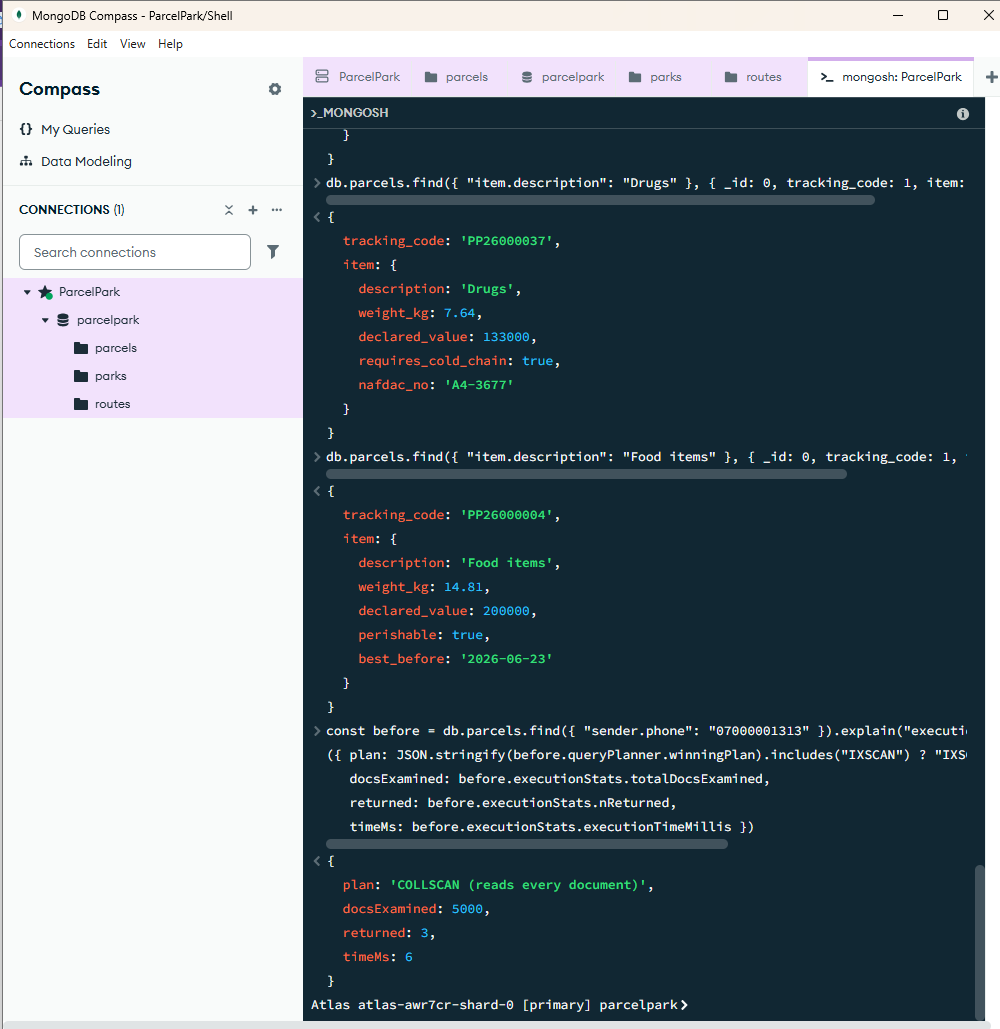 MongoDB Compass - ParcelPark/Shell
Connections Edit View Help
Compass
My Queries
Data Modeling
CONNECTIONS (1)
Search connections
ParcelPark
parcelpark
parcels
parks
routes
ParcelPark parcels parcelpark parks routes >_ mongosh: ParcelPark +
>_MONGOSH
}
}
> db.parcels.find({ "item.description": "Drugs" }, { _id: 0, tracking_code: 1, item:
< {
tracking_code: 'PP26000037',
item: {
description: 'Drugs',
weight_kg: 7.64,
declared_value: 133000,
requires_cold_chain: true,
nafdac_no: 'A4-3677'
}
}
> db.parcels.find({ "item.description": "Food items" }, { _id: 0, tracking_code: 1,
< {
tracking_code: 'PP26000004',
item: {
description: 'Food items',
weight_kg: 14.81,
declared_value: 200000,
perishable: true,
best_before: '2026-06-23'
}
}
> const before = db.parcels.find({ "sender.phone": "07000001313" }).explain("executi
({ plan: JSON.stringify(before.queryPlanner.winningPlan).includes("IXSCAN") ? "IXS
docsExamined: before.executionStats.totalDocsExamined,
returned: before.executionStats.nReturned,
timeMs: before.executionStats.executionTimeMillis })
< {
plan: 'COLLSCAN (reads every document)',
docsExamined: 5000,
returned: 3,
timeMs: 6
}
Atlas atlas-awr7cr-shard-0 [primary] parcelpark>